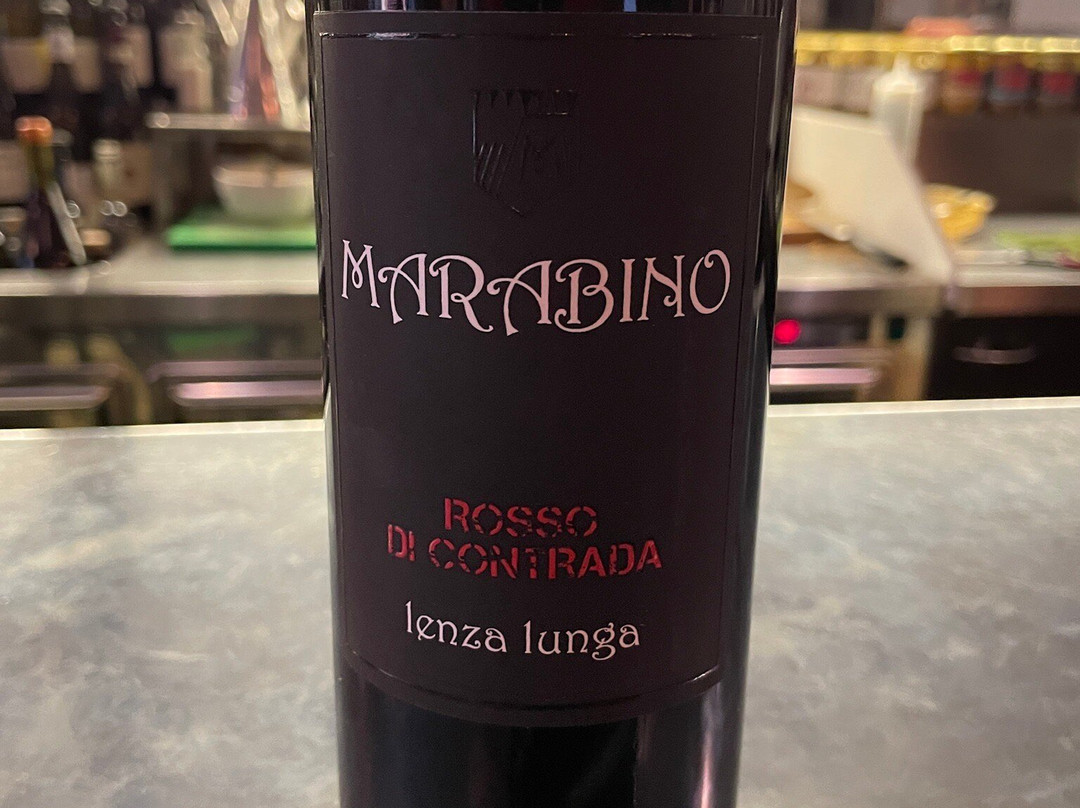 MARABINO
ROSSO
DI CONTRADA
lenza lunga